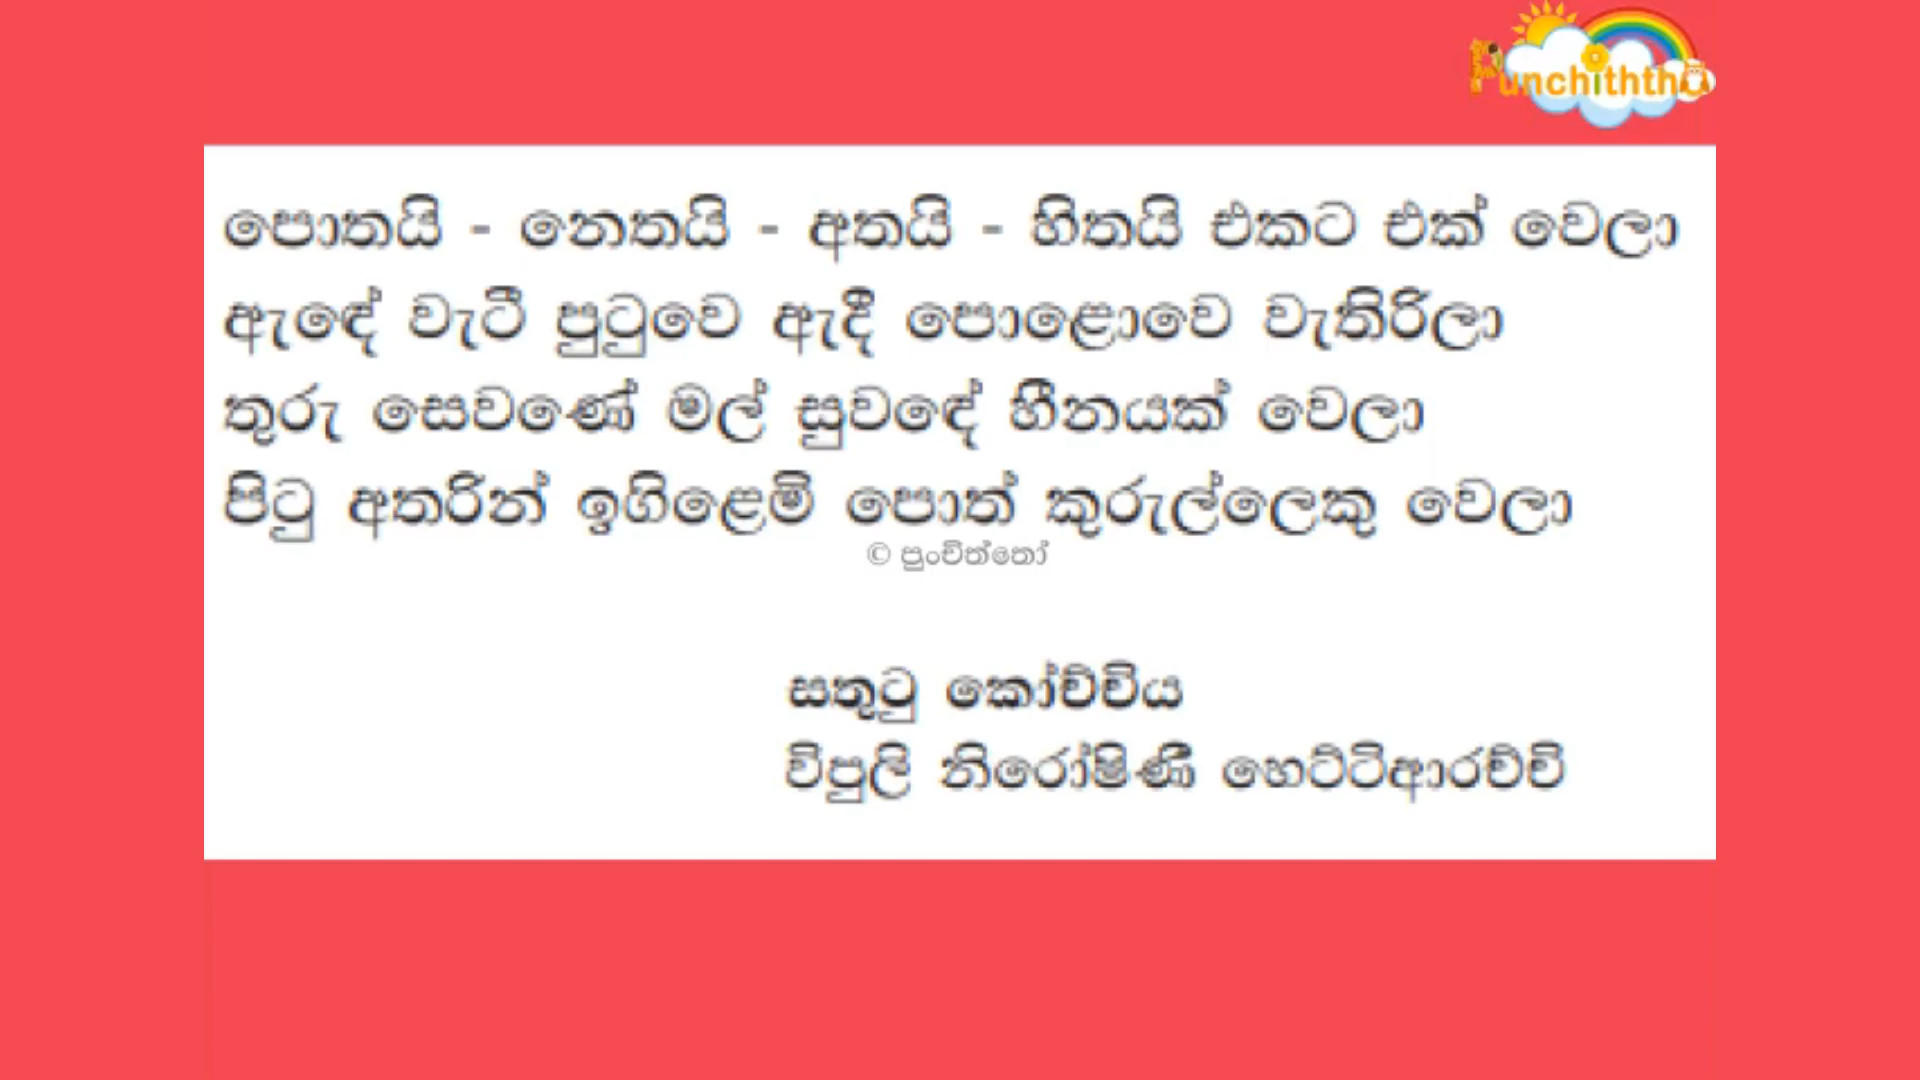 Punchiththo
පොතයි - නෙතයි - අතයි - හිතයි එකට එක් වෙලා
ඇඳේ වැටී පුටුවෙ ඇදී පොළොවෙ වැතිරිලා
තුරු සෙවණේ මල් සුවඳේ හීනයක් වෙලා
පිටු අතරින් ඉගිළෙමි පොත් කුරුල්ලෙකු වෙලා
© පුංචිත්තෝ
සතුටු කෝච්චිය
විපුලි නිරෝෂිණී හෙට්ටිආරච්චි